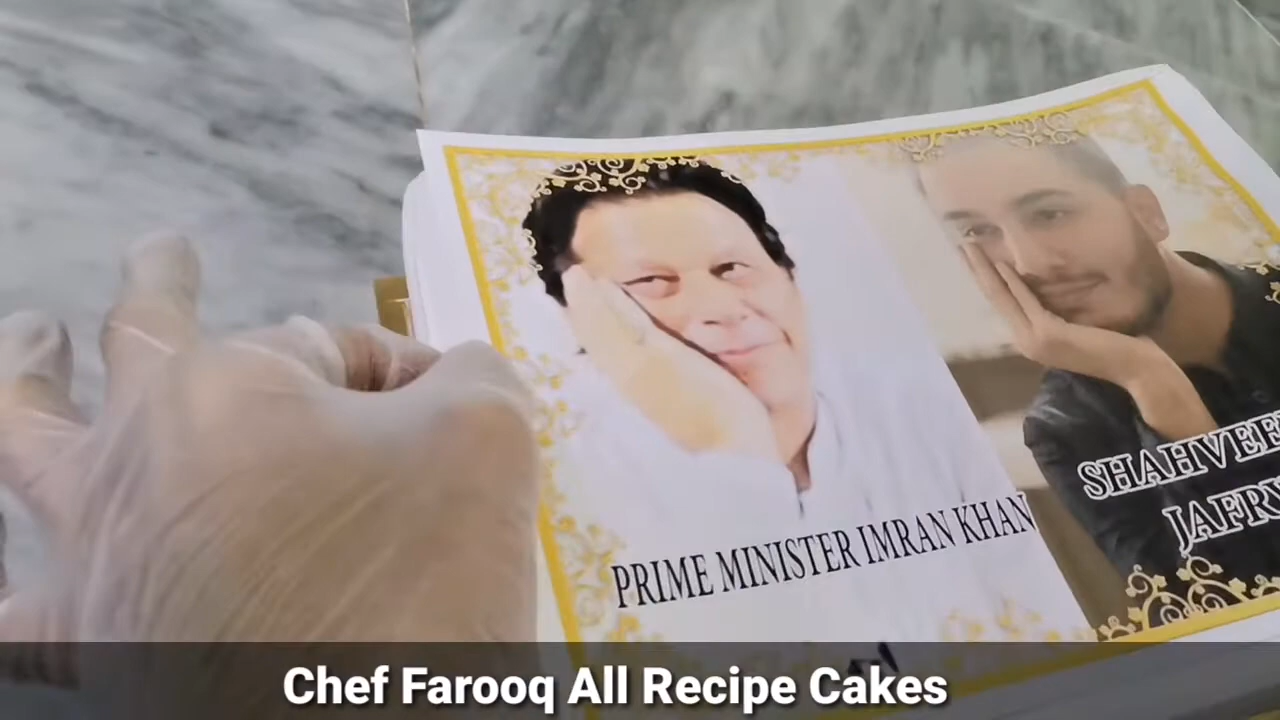 PRIME MINISTER IMRAN KHAN
SHAHVEE
JAFRY
Chef Farooq All Recipe Cakes